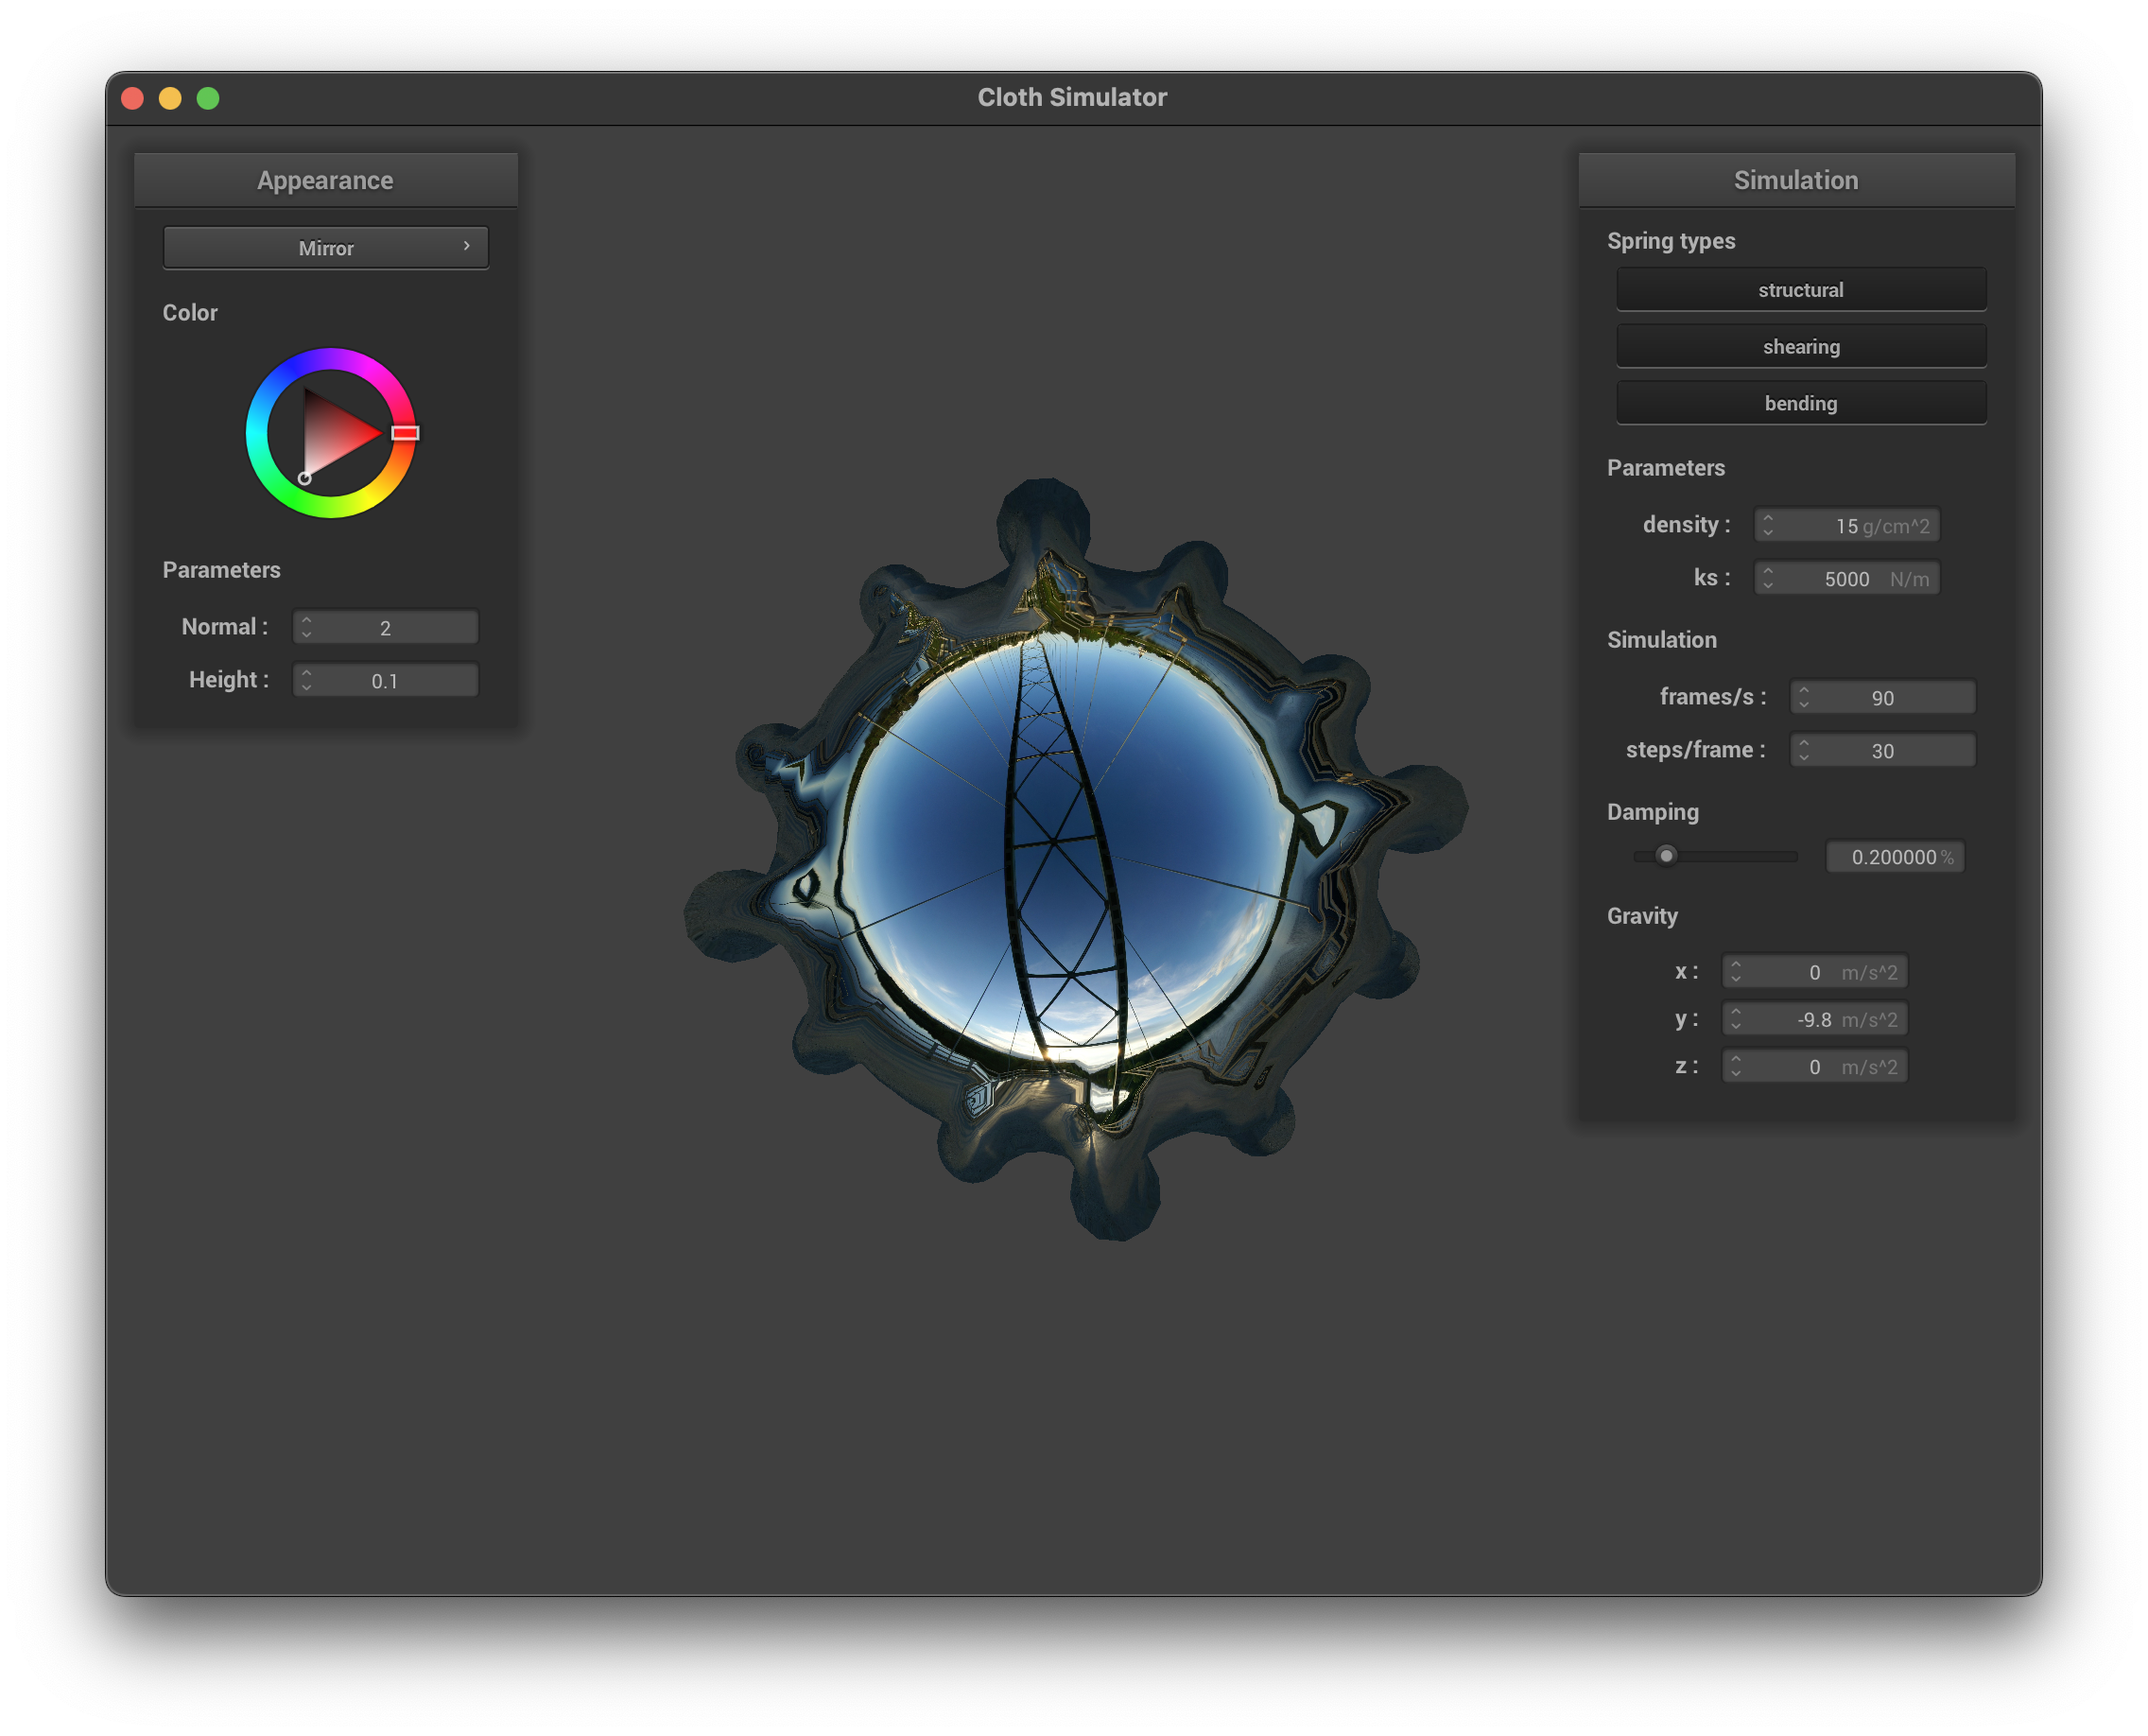 Cloth Simulator
Appearance
Mirror
Color
Parameters
Normal : 2
Height : 0.1
Simulation
Spring types
structural
shearing
bending
Parameters
density : 15 g/cm^2
ks : 5000 N/m
Simulation
frames/s : 90
steps/frame : 30
Damping
0.200000 %
Gravity
x : 0 m/s^2
y : -9.8 m/s^2
z : 0 m/s^2